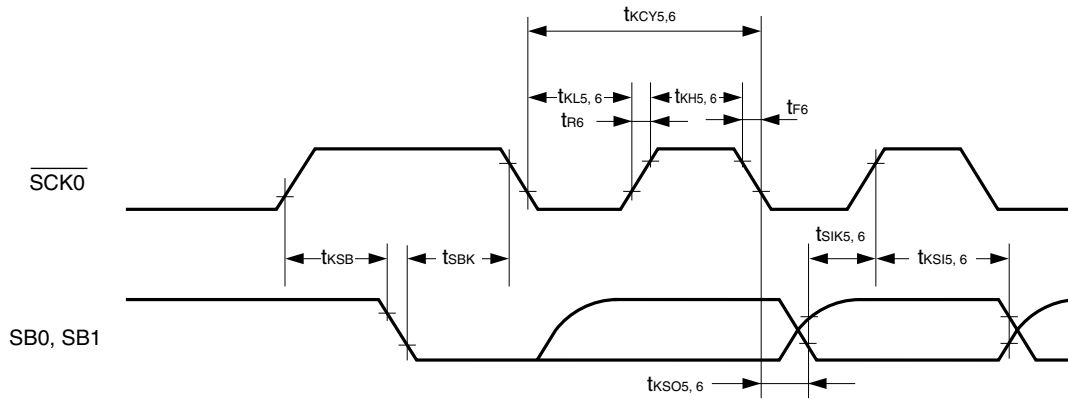 tKCY5,6
tKL5, 6
tKH5, 6
tR6
tF6
SCK0
tSIK5, 6
tKSB
tSBK
tKSI5, 6
SB0, SB1
tKSO5, 6